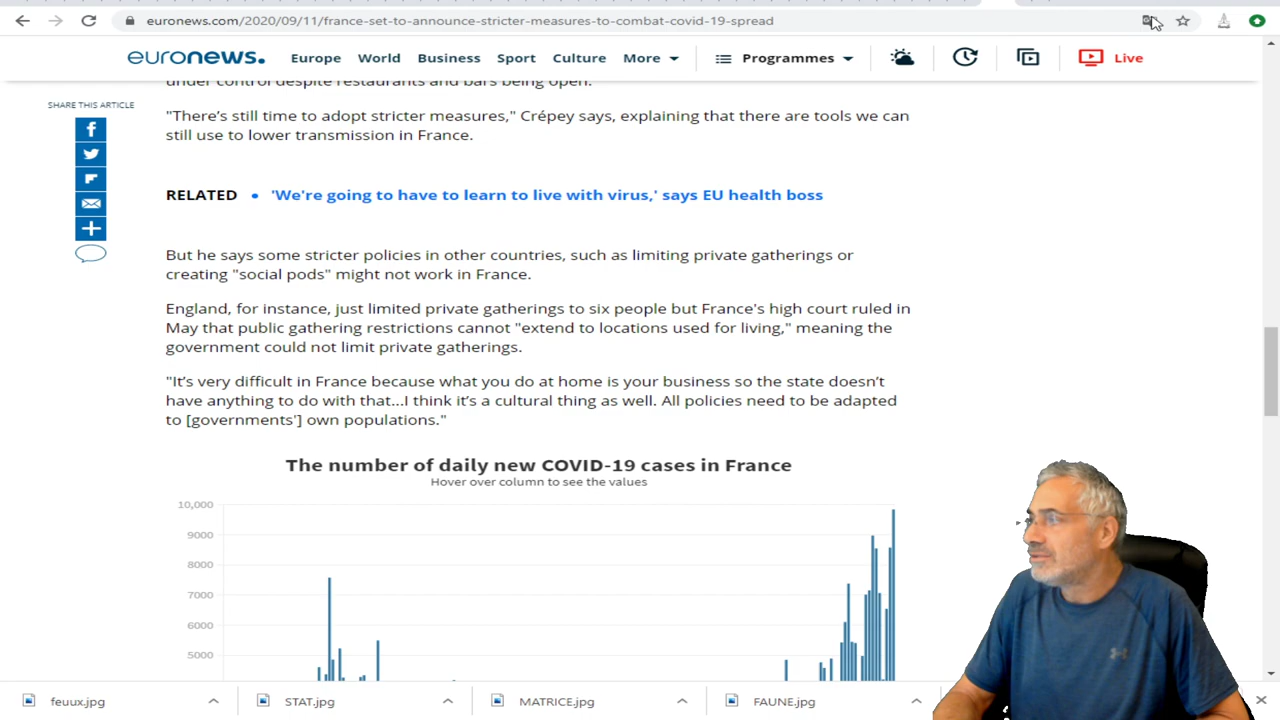 euronews.com/2020/09/11/france-set-to-announce-stricter-measures-to-combat-covid-19-spread
euronews. Europe World Business Sport Culture More Programmes Live
under control despite restaurants and bars being open.
SHARE THIS ARTICLE
"There's still time to adopt stricter measures," Crépey says, explaining that there are tools we can
still use to lower transmission in France.
RELATED • 'We're going to have to learn to live with virus,' says EU health boss
But he says some stricter policies in other countries, such as limiting private gatherings or
creating "social pods" might not work in France.
England, for instance, just limited private gatherings to six people but France's high court ruled in
May that public gathering restrictions cannot "extend to locations used for living," meaning the
government could not limit private gatherings.
"It's very difficult in France because what you do at home is your business so the state doesn't
have anything to do with that...I think it's a cultural thing as well. All policies need to be adapted
to [governments'] own populations."
The number of daily new COVID-19 cases in France
Hover over column to see the values
10,000
9000
8000
7000
6000
5000
feuux.jpg STAT.jpg MATRICE.jpg FAUNE.jpg